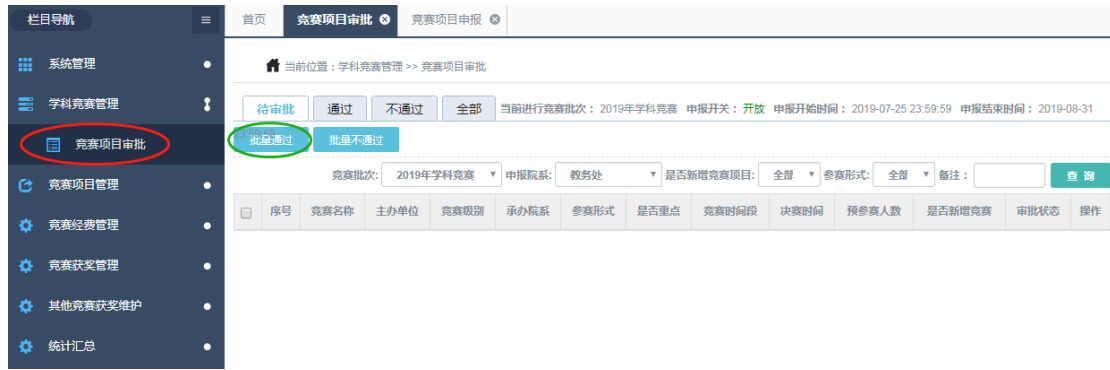 栏目导航
首页 竞赛项目审批 竞赛项目申报
系统管理
当前位置：学科竞赛管理 >> 竞赛项目审批
学科竞赛管理
待审批 通过 不通过 全部 当前进行竞赛批次： 2019年学科竞赛 申报开关： 开放 申报开始时间： 2019-07-25 23:59:59 申报结束时间： 2019-08-31
23:59:59
竞赛项目审批
批量通过 批量不通过
竞赛批次: 2019年学科竞赛 申报院系: 教务处 是否新增竞赛项目: 全部 参赛形式: 全部 备注： 查 询
竞赛项目管理
序号 竞赛名称 主办单位 竞赛级别 承办院系 参赛形式 是否重点 竞赛时间段 决赛时间 预参赛人数 是否新增竞赛 审批状态 操作
竞赛经费管理
竞赛获奖管理
其他竞赛获奖维护
统计汇总